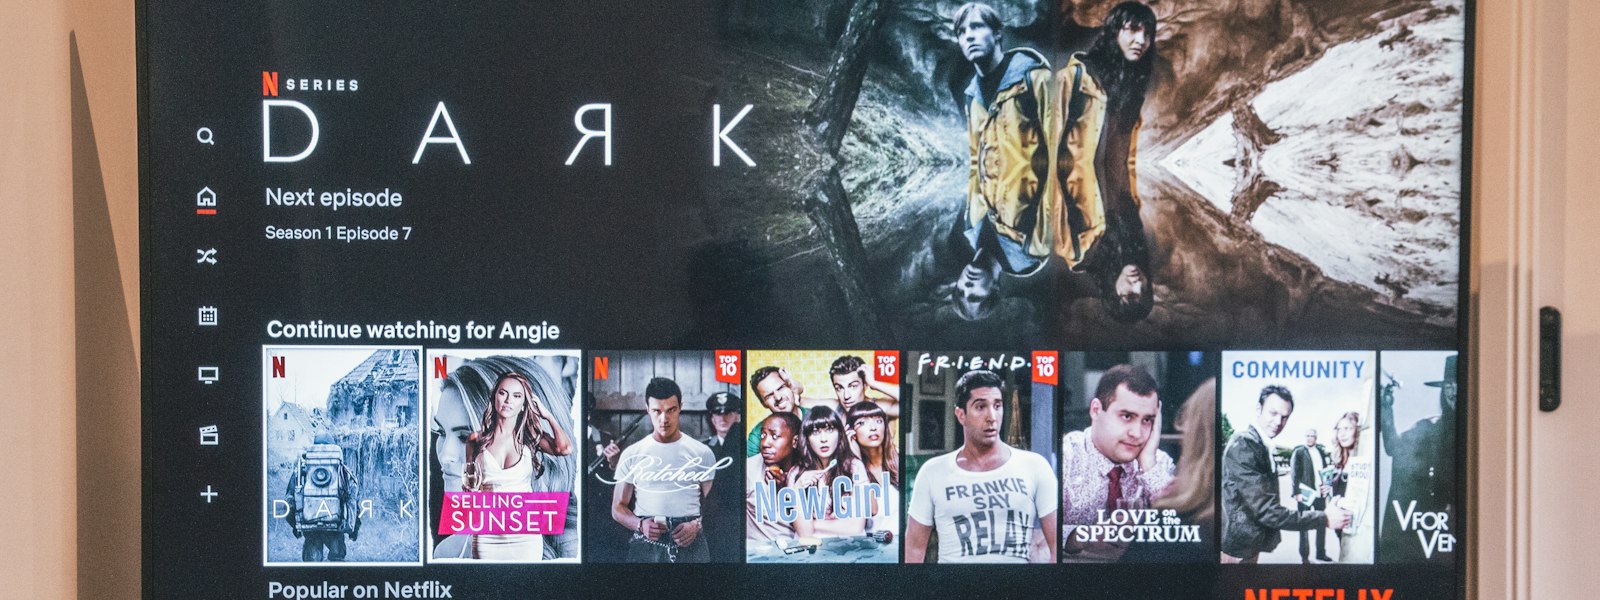 N SERIES
DAЯK
Next episode
Season 1 Episode 7
Continue watching for Angie
N
DAЯK
N
SELLING
SUNSET
N
TOP
10
Ratched
TOP
10
New Girl
F·R·I·E·N·D·
TOP
10
FRANKIE
SAY
RELAX
LOVE on the
SPECTRUM
COMMUNITY
STUDY
GROUP
V FOR
VEN
Popular on Netflix
NETFLIX